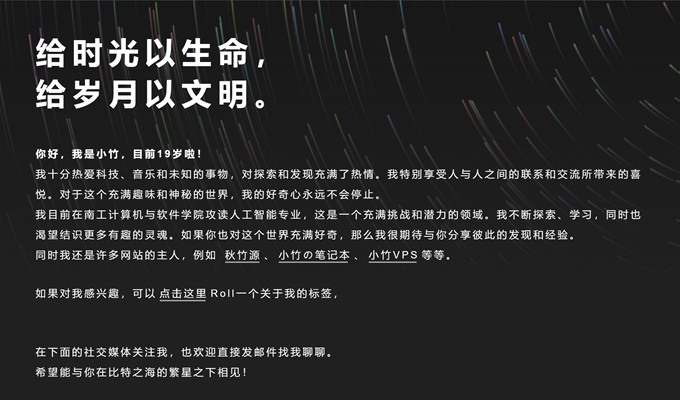 给时光以生命，
给岁月以文明。
你好，我是小竹，目前19岁啦！
我十分热爱科技、音乐和未知的事物，对探索和发现充满了热情。我特别享受人与人之间的联系和交流所带来的喜
悦。对于这个充满趣味和神秘的世界，我的好奇心永远不会停止。
我目前在南工计算机与软件学院攻读人工智能专业，这是一个充满挑战和潜力的领域。我不断探索、学习，同时也
渴望结识更多有趣的灵魂。如果你也对这个世界充满好奇，那么我很期待与你分享彼此的发现和经验。
同时我还是许多网站的主人，例如 秋竹源 、 小竹の笔记本 、 小竹VPS 等等。
如果对我感兴趣，可以 点击这里 Roll一个关于我的标签，
在下面的社交媒体关注我，也欢迎直接发邮件找我聊聊。
希望能与你在比特之海的繁星之下相见！